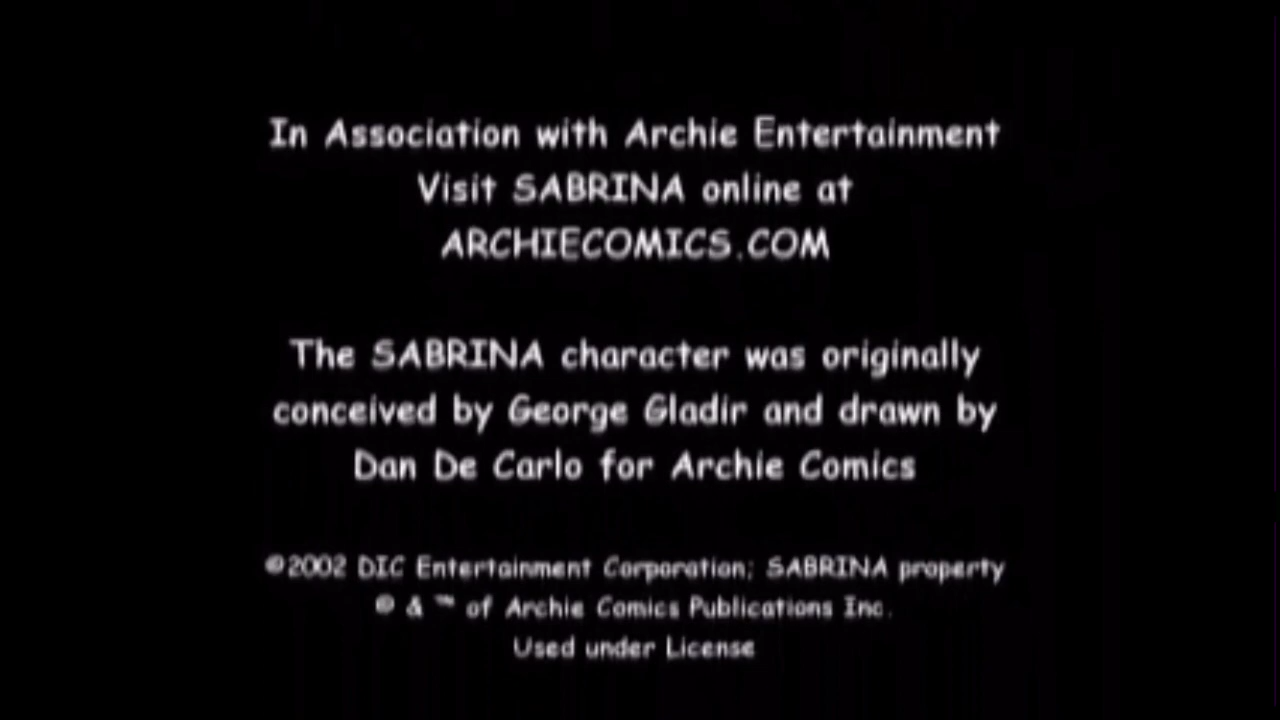 In Association with Archie Entertainment
Visit SABRINA online at
ARCHIECOMICS.COM
The SABRINA character was originally
conceived by George Gladir and drawn by
Dan De Carlo for Archie Comics
©2002 DIC Entertainment Corporation; SABRINA property
® & ™ of Archie Comics Publications Inc.
Used under License